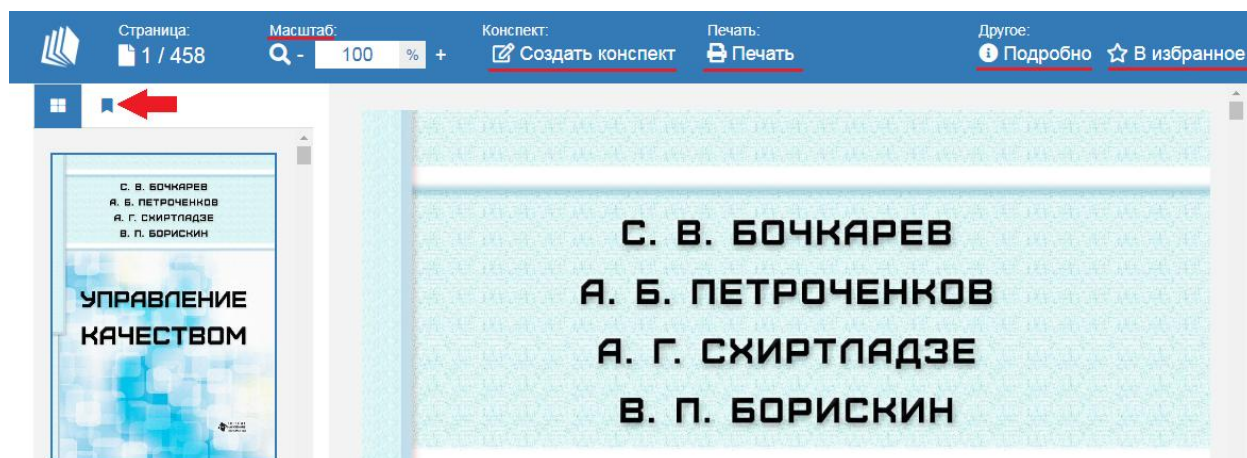 Страница: Масштаб: Конспект: Печать: Другое:
1 / 458 - 100 % + Создать конспект Печать Подробно В избранное
С. В. БОЧКАРЕВ
А. Б. ПЕТРОЧЕНКОВ
А. Г. СХИРТЛАДЗЕ
В. П. БОРИСКИН
УПРАВЛЕНИЕ
КАЧЕСТВОМ
С. В. БОЧКАРЕВ
А. Б. ПЕТРОЧЕНКОВ
А. Г. СХИРТЛАДЗЕ
В. П. БОРИСКИН